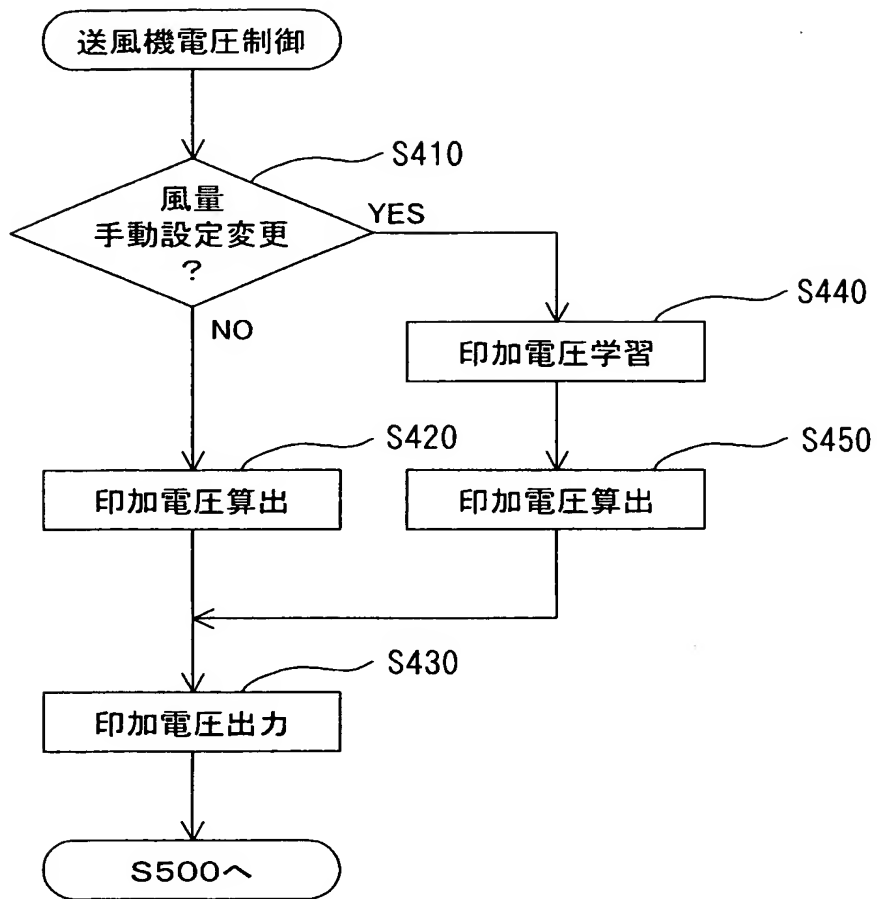 送風機電圧制御
S410
風量
手動設定変更
?
YES
NO
S440
印加電圧学習
S420
印加電圧算出
S450
印加電圧算出
S430
印加電圧出力
S500へ